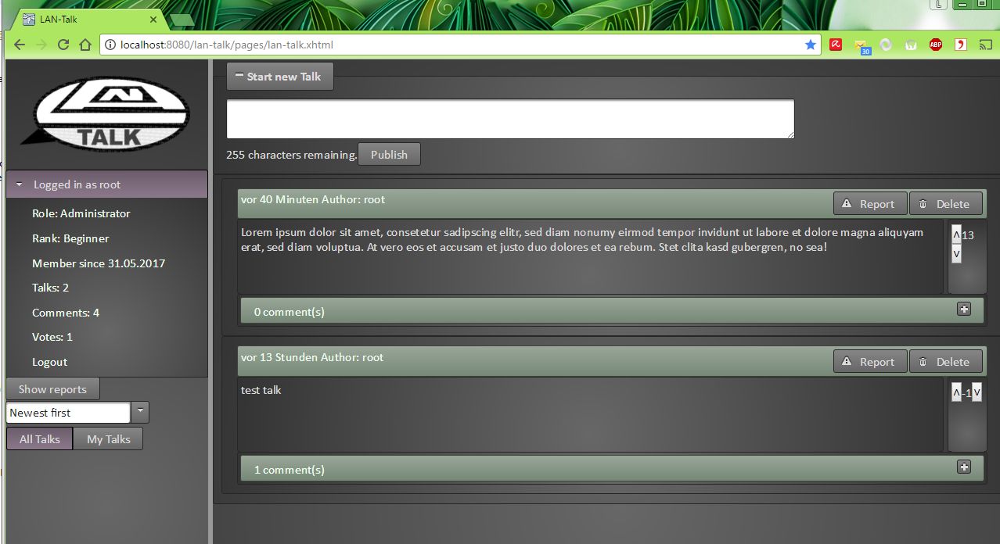 LAN-Talk
localhost:8080/lan-talk/pages/lan-talk.xhtml
30
ABP
LAN
TALK
Logged in as root
Role: Administrator
Rank: Beginner
Member since 31.05.2017
Talks: 2
Comments: 4
Votes: 1
Logout
Show reports
Newest first
All Talks My Talks
Start new Talk
255 characters remaining. Publish
vor 40 Minuten Author: root Report Delete
Lorem ipsum dolor sit amet, consetetur sadipscing elitr, sed diam nonumy eirmod tempor invidunt ut labore et dolore magna aliquyam
erat, sed diam voluptua. At vero eos et accusam et justo duo dolores et ea rebum. Stet clita kasd gubergren, no sea!
ʌ13
v
0 comment(s)
vor 13 Stunden Author: root Report Delete
test talk
ʌ-1v
1 comment(s)